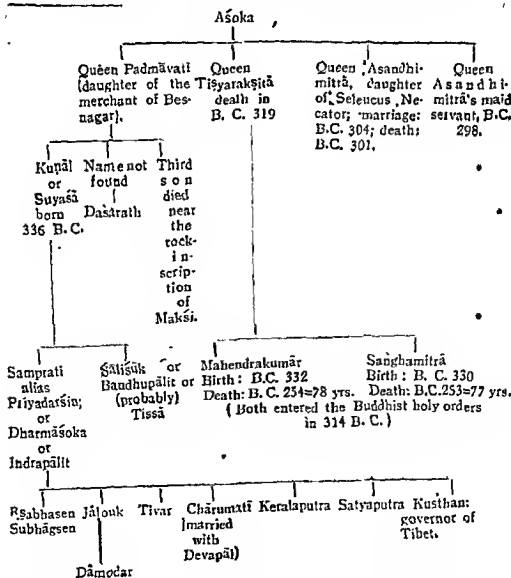 Aśoka
Queen Padmāvatī
(daughter of the
merchant of Bes-
nagar).
Queen
Tiṣyarakṣitā
death in
B. C. 319
Queen Asandhi-
mitrā, daughter
of Seleucus Ne-
cator; marriage:
B.C. 304; death:
B.C. 301.
Queen
Asandhi-
mitrā's maid
servant, B.C.
298.
Kuṇāl
or
Suyaśā
born
336 B.C.
Name not
found
Daśarath
Third
son
died
near
the
rock-
in-
scrip-
tion
of
Maksi.
Samprati
alias
Priyadarśin;
or
Dharmāśoka
or
Indrapālit
Śāliśūk or
Bandhupālit or
(probably)
Tissā
Mahendrakumār
Birth: B.C. 332
Death: B.C. 254=78 yrs.
Saṅghamitrā
Birth: B. C. 330
Death: B.C. 253=77 yrs.
(Both entered the Buddhist holy orders
in 314 B.C.)
Ṛṣabhasen
Subhāgsen
Jālouk
Tivar
Chārumatī
(married
with
Devapāl)
Keralaputra
Satyaputra
Kusthan:
governor of
Tibet.
Dāmodar